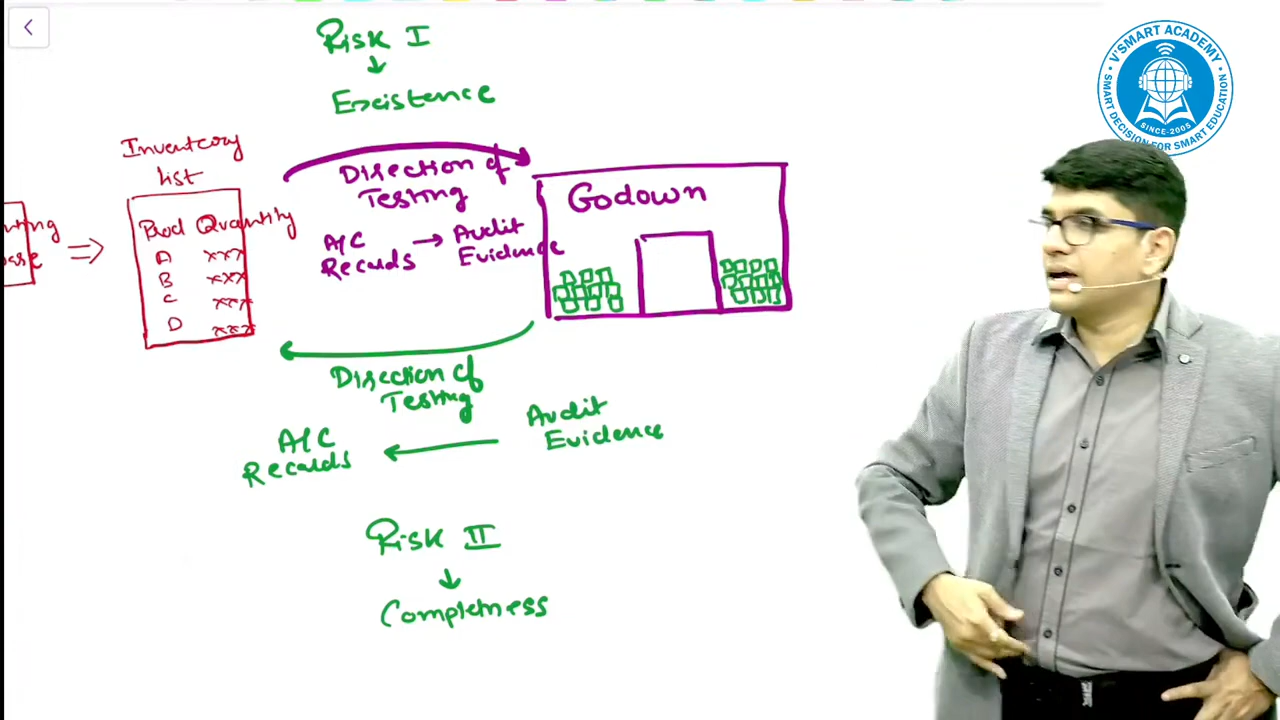 Risk I
Existence
Inventory
list
Prod Quantity
A xxx
B xxx
C xxx
D xxx
Direction of
Testing
A/C
Records
Audit
Evidence
Godown
Direction of
Testing
A/C
Records
Audit
Evidence
Risk II
Completness
V'SMART ACADEMY
SMART DECISION FOR SMART EDUCATION
SINCE-2005